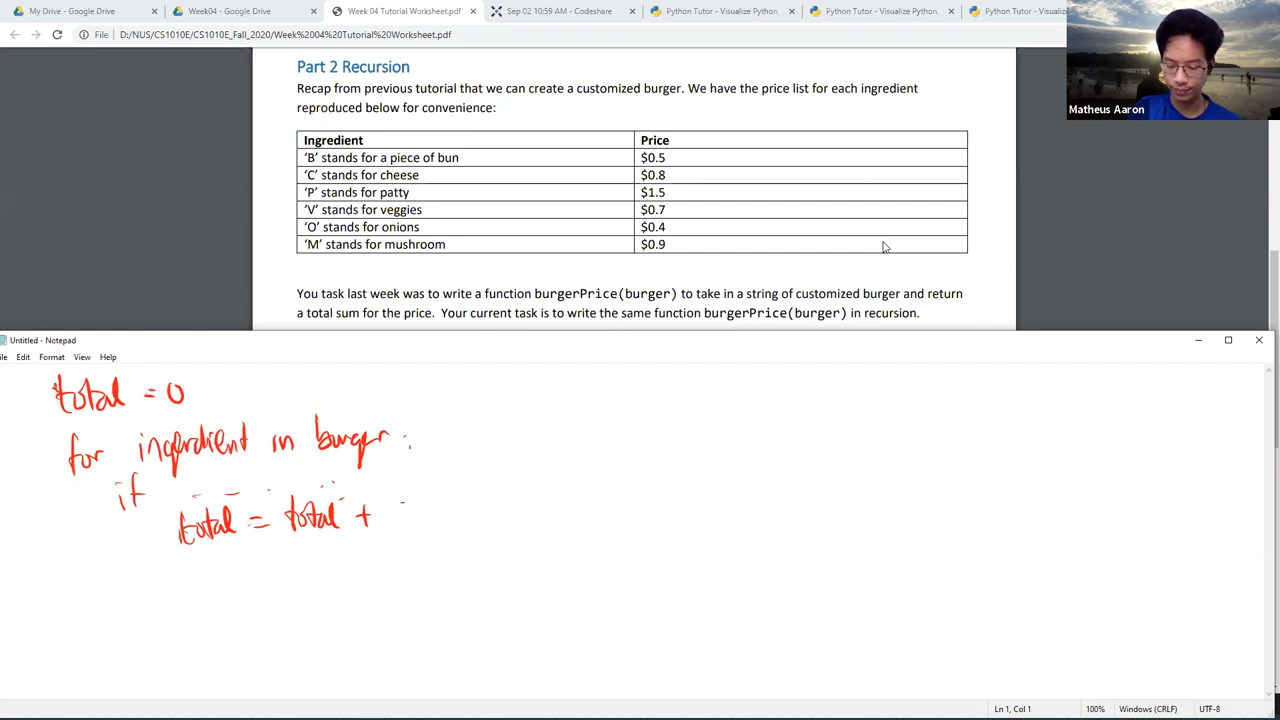 My Drive - Google Drive
Week04 - Google Drive
Week 04 Tutorial Worksheet.pdf
Sep 02 10:59 AM - Codeshare.
Python Tutor - Visualize Python,
Python Tutor - Visualize Python,
Python Tutor - Visualiz
File
D:/NUS/CS1010E/CS1010E_Fall_2020/Week%2004%20Tutorial%20Worksheet.pdf
Matheus Aaron
Part 2 Recursion
Recap from previous tutorial that we can create a customized burger. We have the price list for each ingredient
reproduced below for convenience:
Ingredient Price
‘B’ stands for a piece of bun $0.5
‘C’ stands for cheese $0.8
‘P’ stands for patty $1.5
‘V’ stands for veggies $0.7
‘O’ stands for onions $0.4
‘M’ stands for mushroom $0.9
You task last week was to write a function burgerPrice(burger) to take in a string of customized burger and return
a total sum for the price. Your current task is to write the same function burgerPrice(burger) in recursion.
Untitled - Notepad
ile Edit Format View Help
total = 0
for ingredient in burger :
if
total = total +
Ln 1, Col 1 100% Windows (CRLF) UTF-8